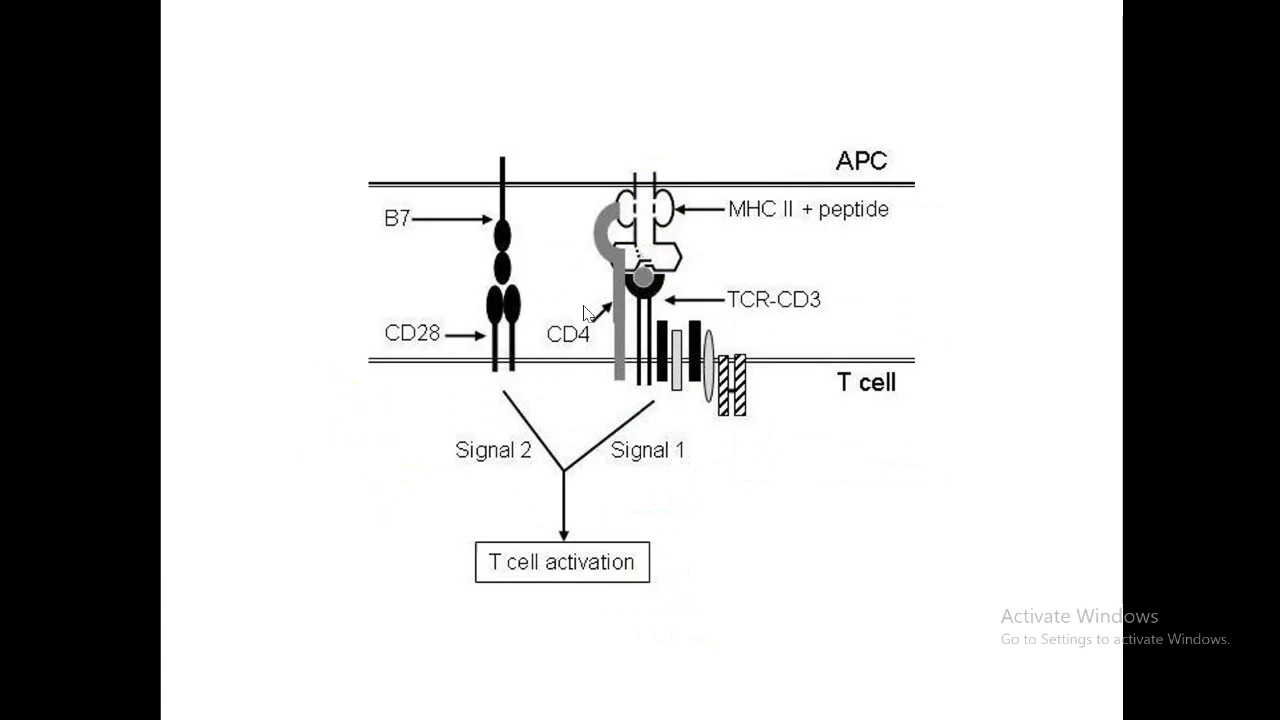 APC
B7
MHC II + peptide
TCR-CD3
CD28
CD4
T cell
Signal 2
Signal 1
T cell activation
Activate Windows
Go to Settings to activate Windows.